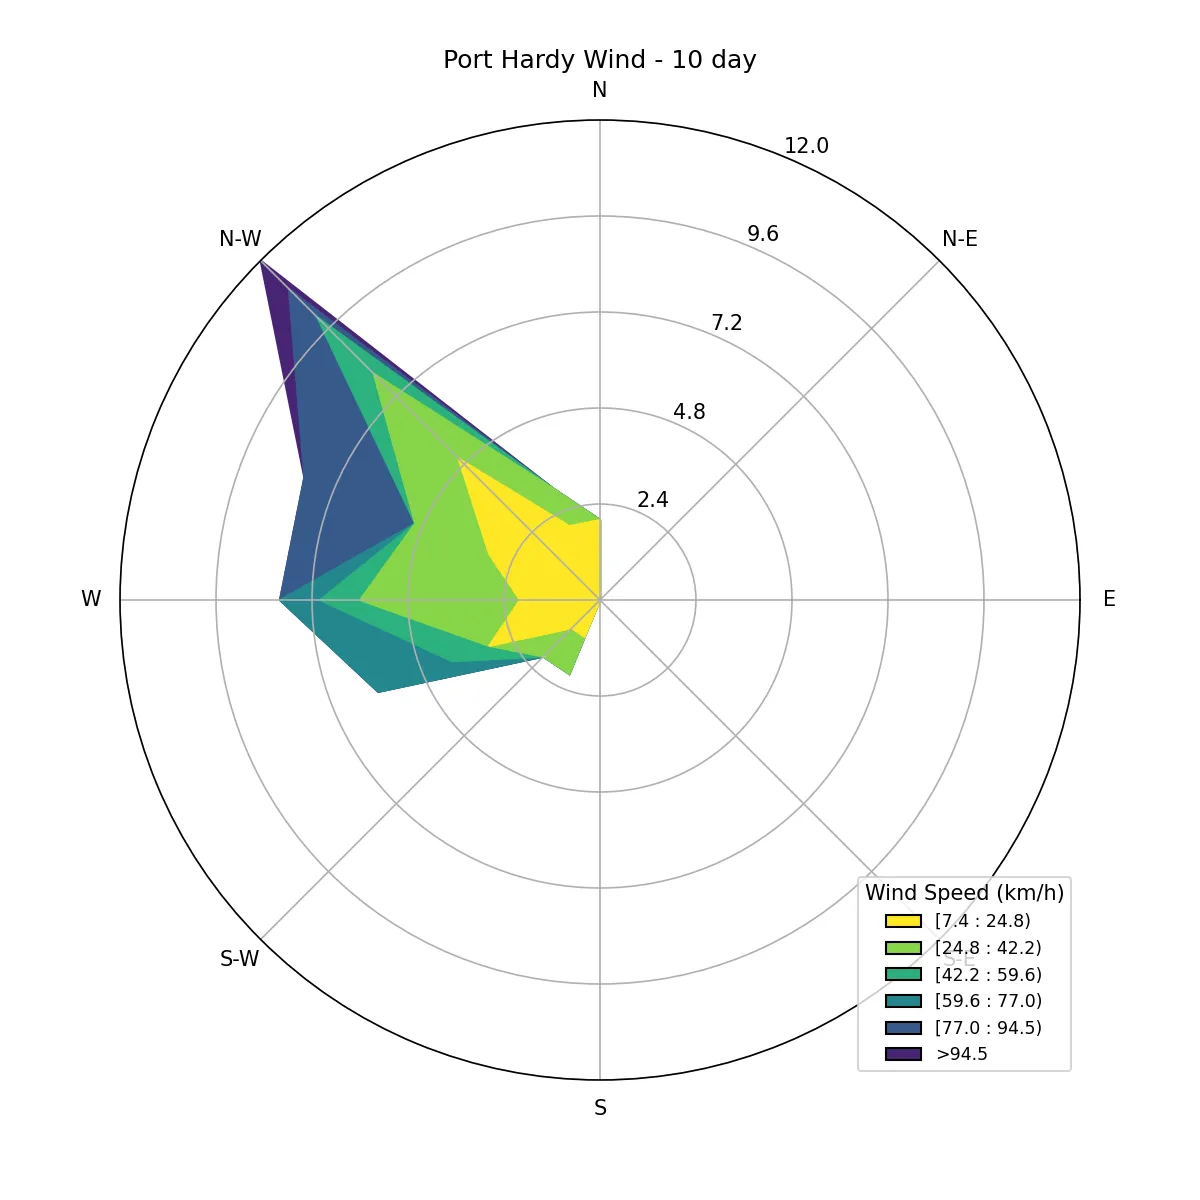 Port Hardy Wind - 10 day
N
12.0
N-W
9.6
N-E
7.2
4.8
2.4
W
E
Wind Speed (km/h)
[7.4 : 24.8)
[24.8 : 42.2)
S-W
S-E
[42.2 : 59.6)
[59.6 : 77.0)
[77.0 : 94.5)
>94.5
S